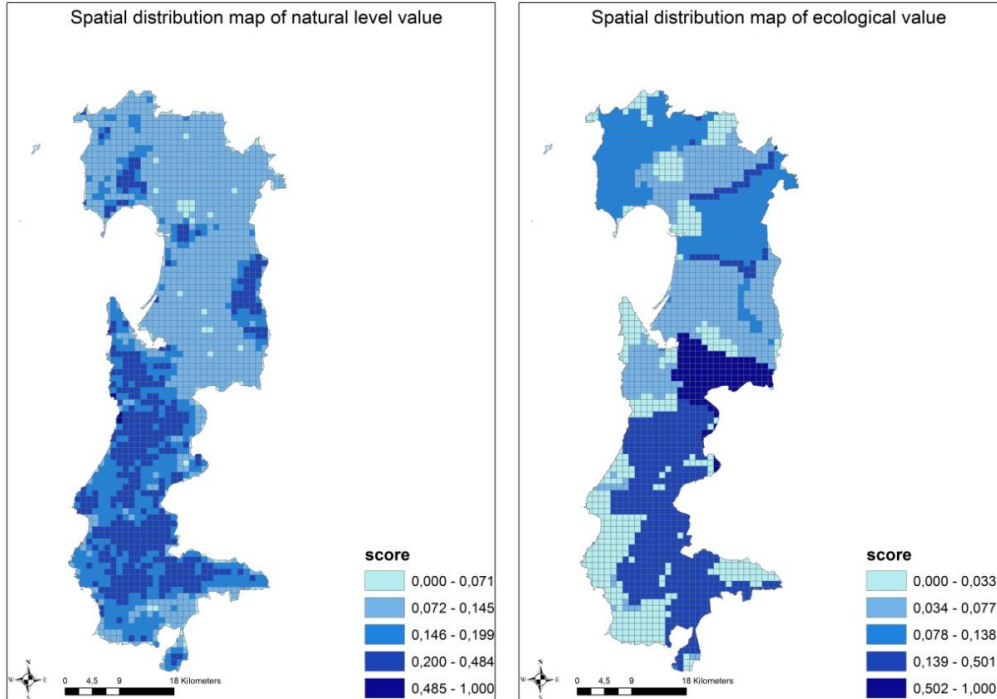 Spatial distribution map of natural level value
score
0,000 - 0,071
0,072 - 0,145
0,146 - 0,199
0,200 - 0,484
0,485 - 1,000
N
W E
S
0 4,5 9 18 Kilometers
Spatial distribution map of ecological value
score
0,000 - 0,033
0,034 - 0,077
0,078 - 0,138
0,139 - 0,501
0,502 - 1,000
N
W E
S
0 4,5 9 18 Kilometers